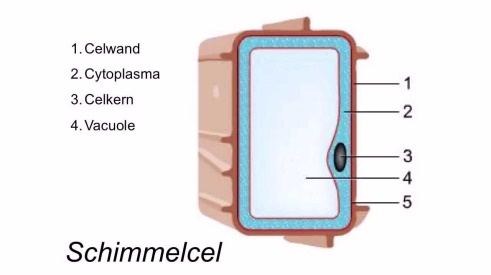 1. Celwand
2. Cytoplasma
3. Celkern
4. Vacuole
1
2
3
4
5
Schimmelcel